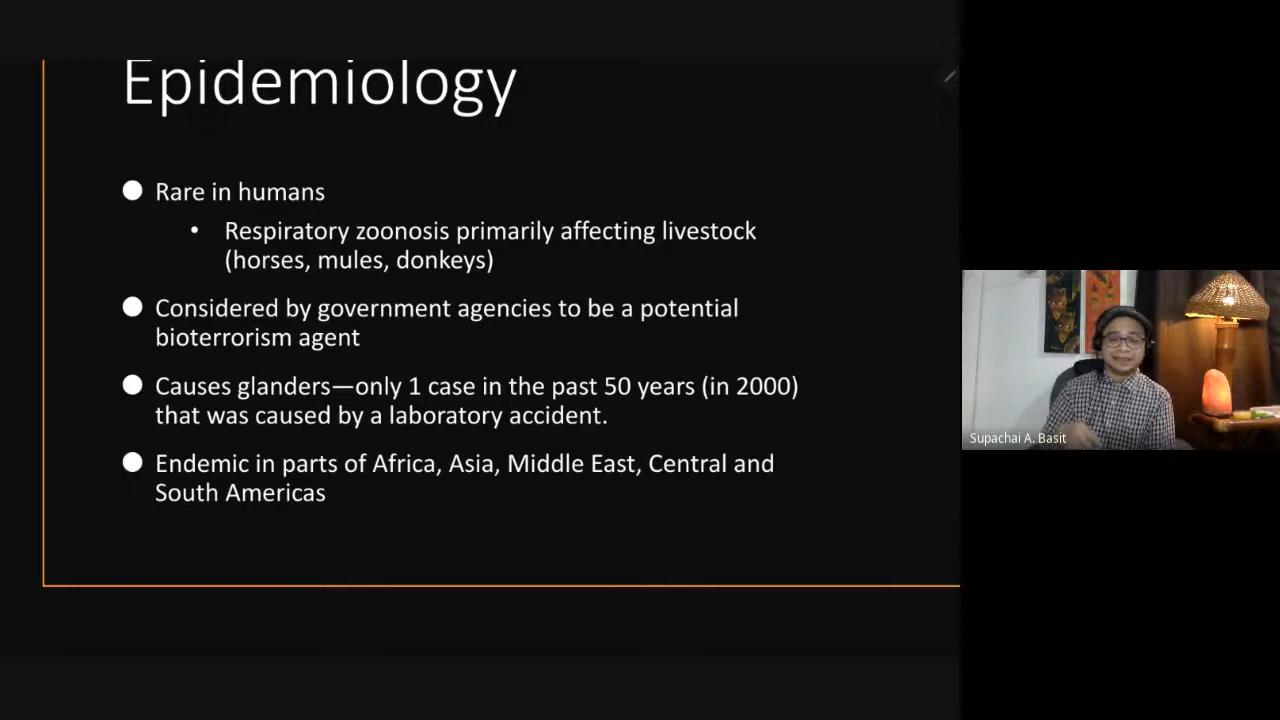 Epidemiology
Rare in humans
• Respiratory zoonosis primarily affecting livestock
(horses, mules, donkeys)
Considered by government agencies to be a potential
bioterrorism agent
Causes glanders—only 1 case in the past 50 years (in 2000)
that was caused by a laboratory accident.
Endemic in parts of Africa, Asia, Middle East, Central and
South Americas
Supachai A. Basit